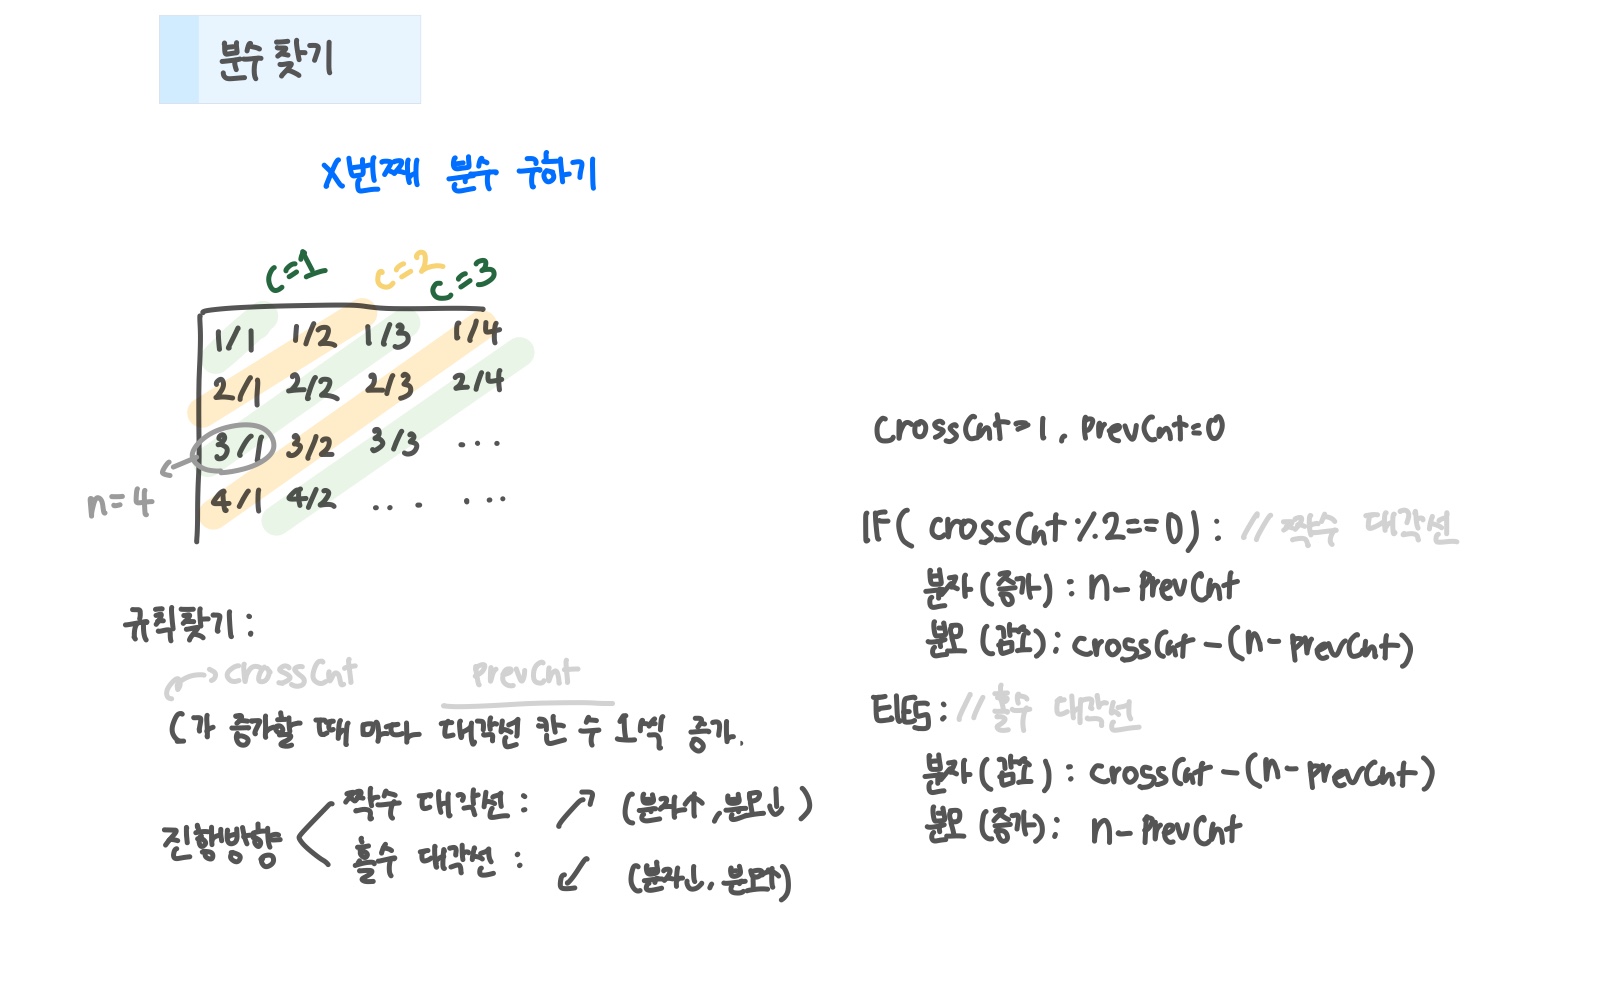 분수 찾기
X번째 분수 구하기
C=1 C=2 C=3
1/1 1/2 1/3 1/4
2/1 2/2 2/3 2/4
3/1 3/2 3/3 ...
4/1 4/2 ... ...
n=4
규칙찾기:
crossCnt PrevCnt
C가 증가할 때 마다 대각선 칸 수 1씩 증가.
진행방향
짝수 대각선: ↗ (분자↑, 분모↓)
홀수 대각선: ↙ (분자↓, 분모↑)
crossCnt=1, PrevCnt=0
IF( crossCnt%2==0): //짝수 대각선
분자(증가): n-PrevCnt
분모(감소): crossCnt-(n-PrevCnt)
ElES: //홀수 대각선
분자(감소): crossCnt-(n-PrevCnt)
분모(증가): n-PrevCnt